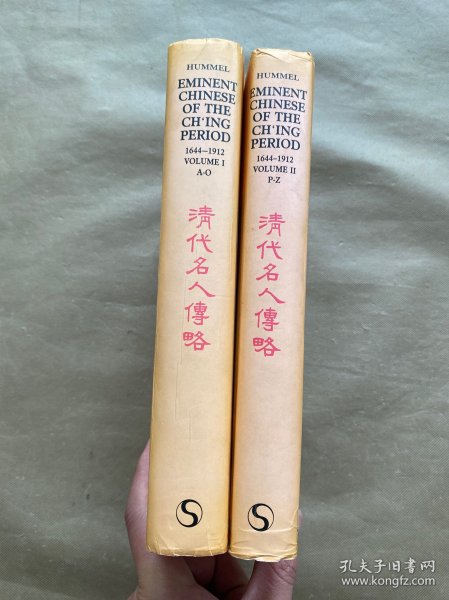 HUMMEL
EMINENT
CHINESE
OF THE
CH'ING
PERIOD
1644–1912
VOLUME I
A-O
清代名人傳略
S
HUMMEL
EMINENT
CHINESE
OF THE
CH'ING
PERIOD
1644–1912
VOLUME II
P-Z
清代名人傳略
S
孔夫子旧书网
www.kongfz.com